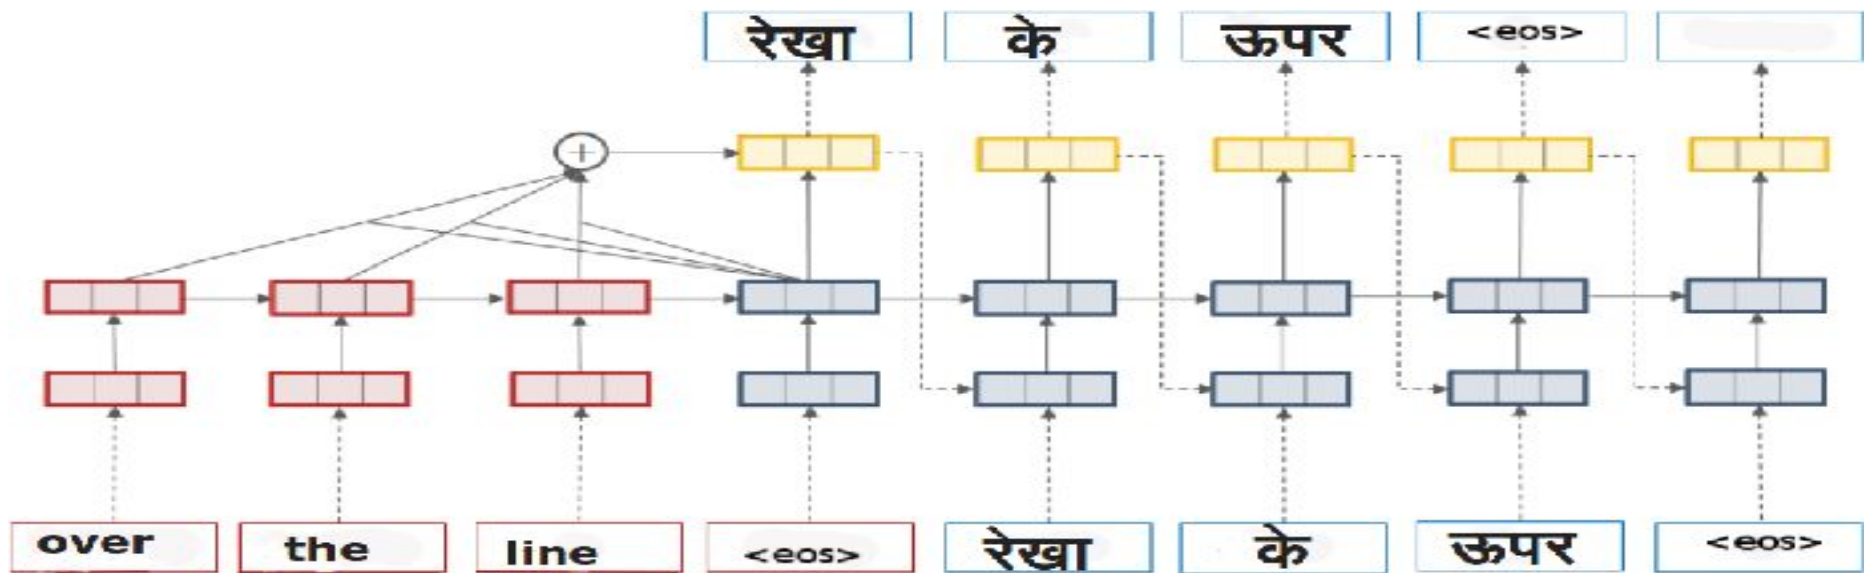 रेखा के ऊपर <eos>
over the line <eos> रेखा के ऊपर <eos>